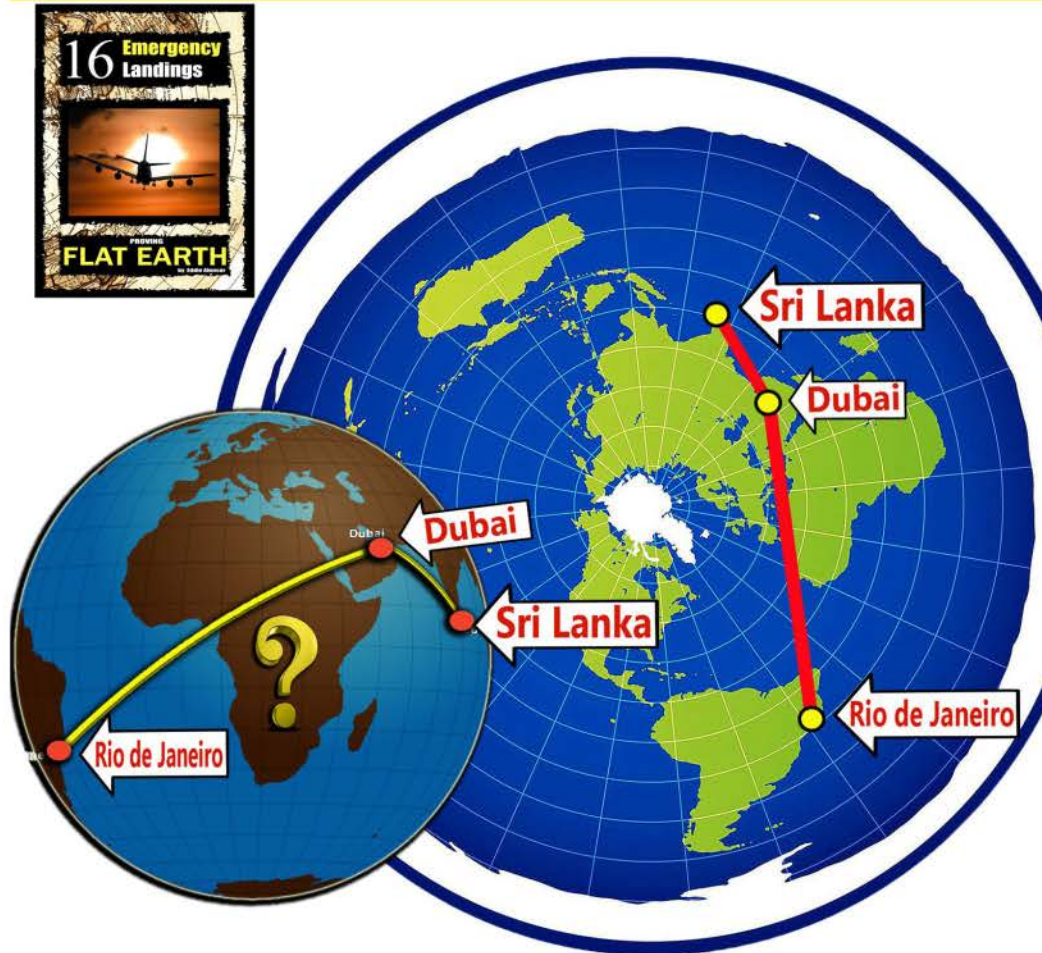 16 Emergency
Landings
PROVING
FLAT EARTH
Sri Lanka
Dubai
Rio de Janeiro
Dubai
Dubai
Sri Lanka
Rio de Janeiro